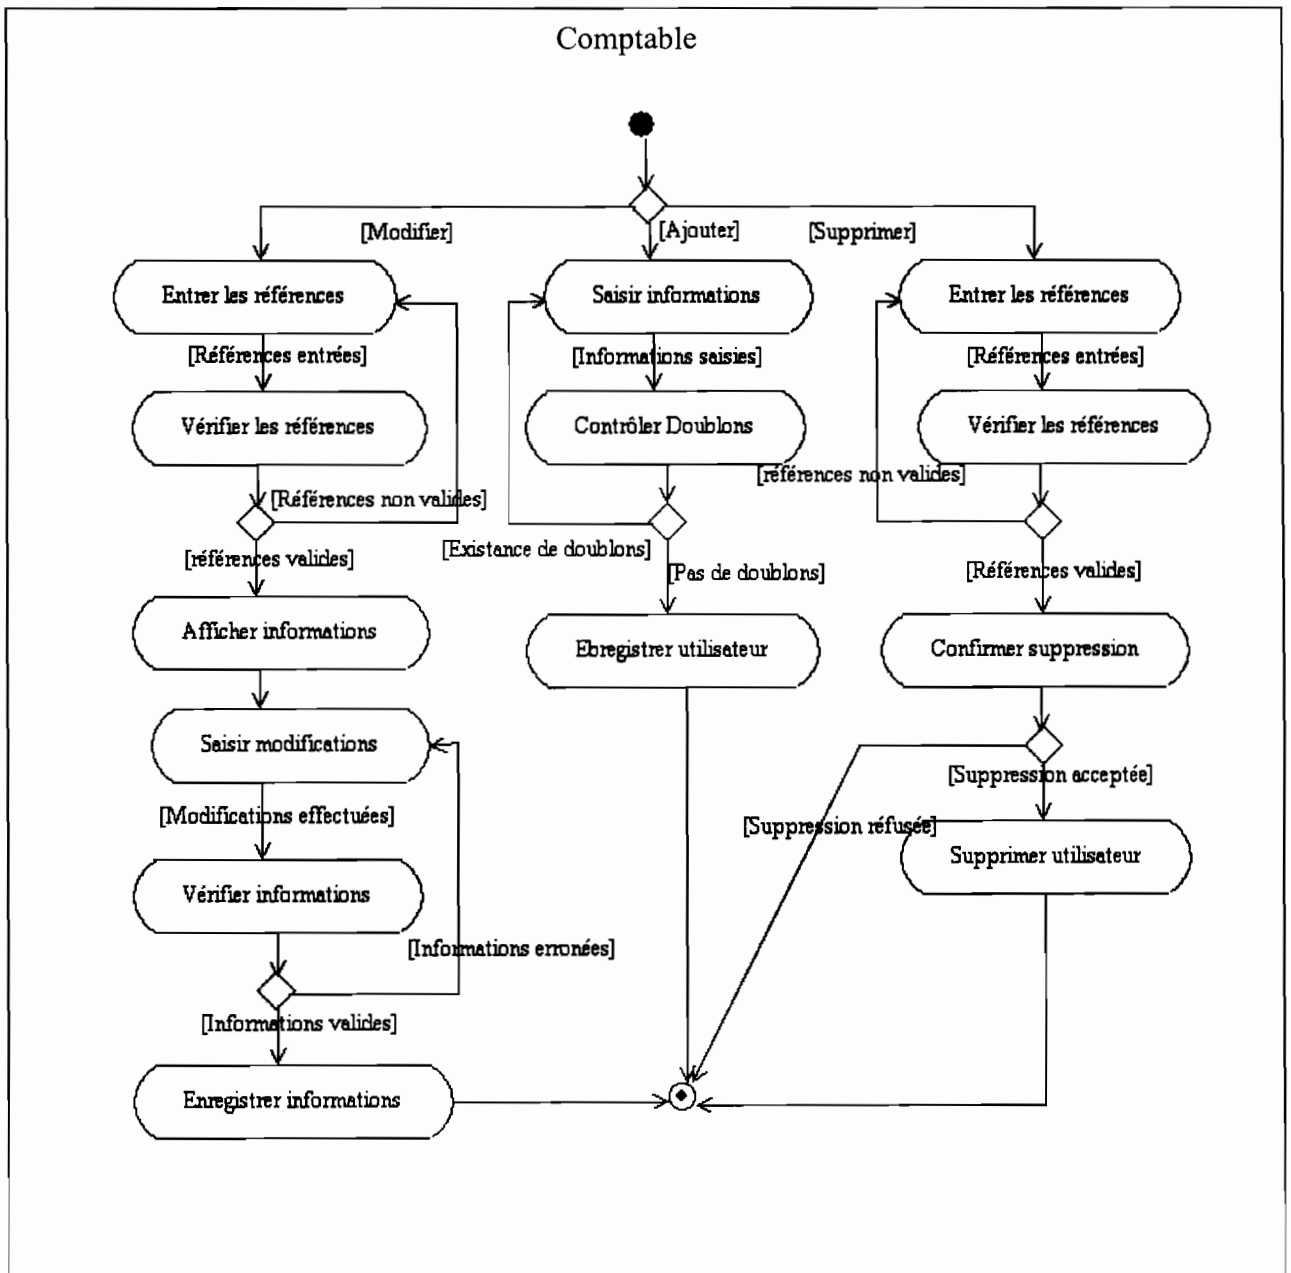 Comptable
[Modifier]
[Ajouter]
[Supprimer]
Entrer les références
Saisir informations
Entrer les références
[Références entrées]
[Informations saisies]
[Références entrées]
Vérifier les références
Contrôler Doublons
Vérifier les références
[références non valides]
[Références non valides]
[Existance de doublons]
[références valides]
[Pas de doublons]
[Références valides]
Afficher informations
Ebregistrer utilisateur
Confirmer suppression
Saisir modifications
[Suppression acceptée]
[Modifications effectuées]
[Suppression réfusée]
Supprimer utilisateur
Vérifier informations
[Informations erronées]
[Informations valides]
Enregistrer informations